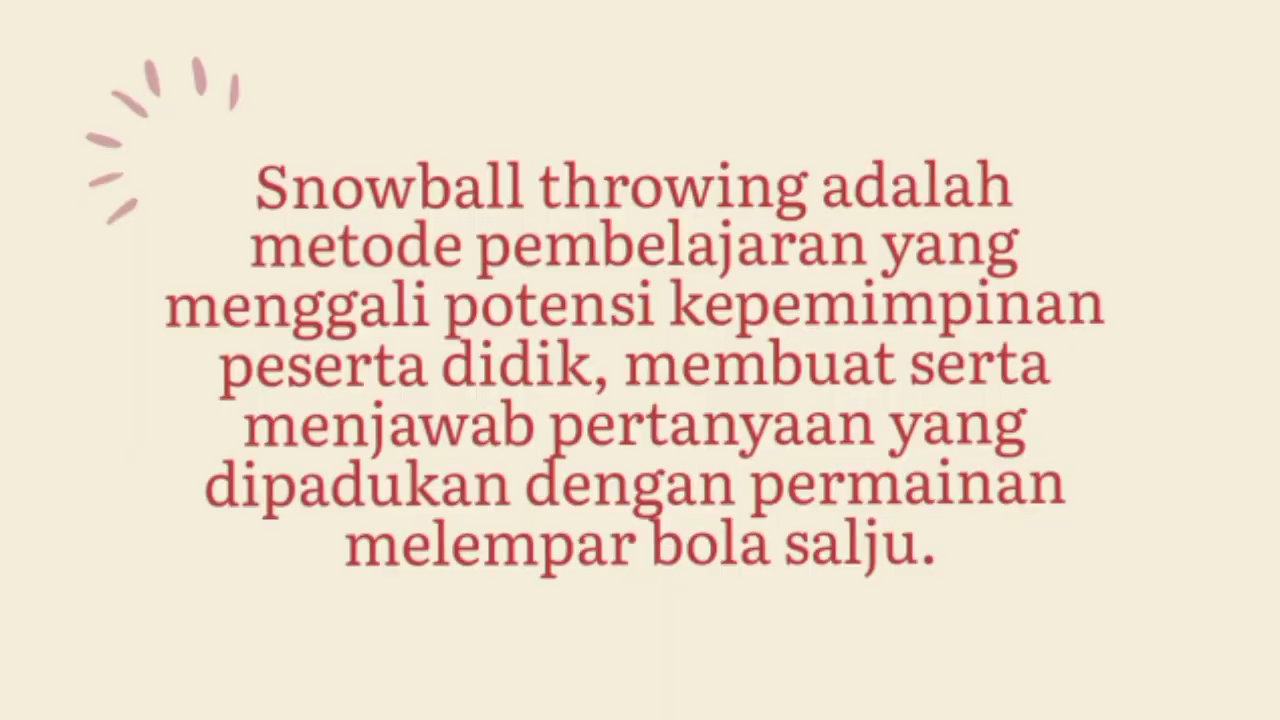 Snowball throwing adalah
metode pembelajaran yang
menggali potensi kepemimpinan
peserta didik, membuat serta
menjawab pertanyaan yang
dipadukan dengan permainan
melempar bola salju.